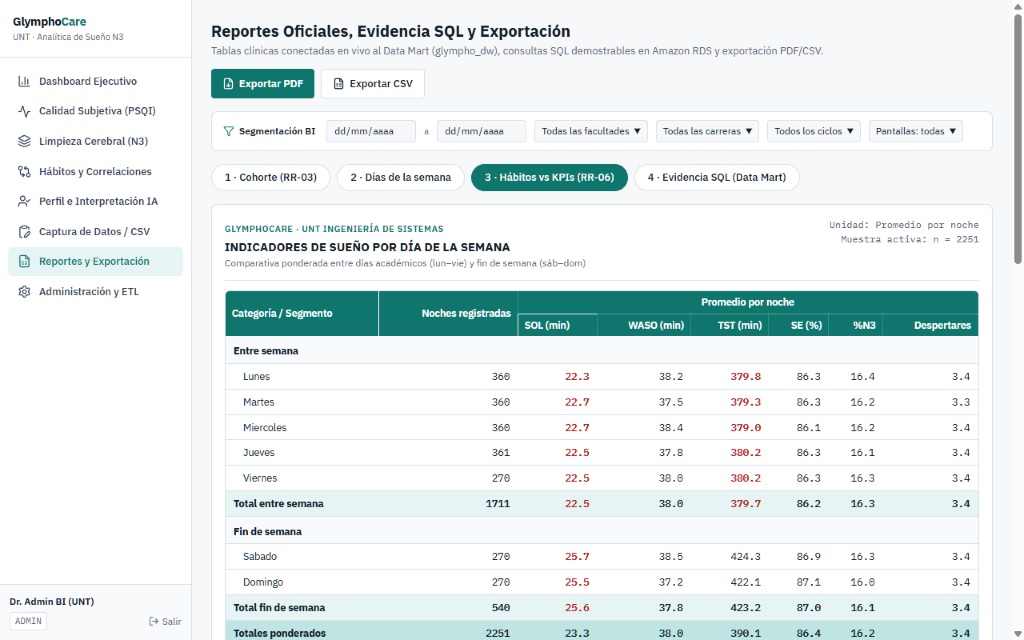 GlymphoCare
UNT · Analítica de Sueño N3
Dashboard Ejecutivo
Calidad Subjetiva (PSQI)
Limpieza Cerebral (N3)
Hábitos y Correlaciones
Perfil e Interpretación IA
Captura de Datos / CSV
Reportes y Exportación
Administración y ETL
Dr. Admin BI (UNT)
ADMIN Salir
Reportes Oficiales, Evidencia SQL y Exportación
Tablas clínicas conectadas en vivo al Data Mart (glympho_dw), consultas SQL demostrables en Amazon RDS y exportación PDF/CSV.
Exportar PDF Exportar CSV
Segmentación BI dd/mm/aaaa a dd/mm/aaaa Todas las facultades ▼ Todas las carreras ▼ Todos los ciclos ▼ Pantallas: todas ▼
1 · Cohorte (RR-03) 2 · Días de la semana 3 · Hábitos vs KPIs (RR-06) 4 · Evidencia SQL (Data Mart)
GLYMPHOCARE · UNT INGENIERÍA DE SISTEMAS
INDICADORES DE SUEÑO POR DÍA DE LA SEMANA
Comparativa ponderada entre días académicos (lun–vie) y fin de semana (sáb–dom)
Unidad: Promedio por noche
Muestra activa: n = 2251
Categoría / Segmento Noches registradas Promedio por noche
SOL (min) WASO (min) TST (min) SE (%) %N3 Despertares
Entre semana
Lunes 360 22.3 38.2 379.8 86.3 16.4 3.4
Martes 360 22.7 37.5 379.3 86.3 16.2 3.3
Miercoles 360 22.7 38.4 379.0 86.1 16.2 3.4
Jueves 361 22.5 37.8 380.2 86.3 16.1 3.4
Viernes 270 22.5 38.0 380.2 86.3 16.3 3.4
Total entre semana 1711 22.5 38.0 379.7 86.2 16.3 3.4
Fin de semana
Sabado 270 25.7 38.5 424.3 86.9 16.3 3.4
Domingo 270 25.5 37.2 422.1 87.1 16.0 3.4
Total fin de semana 540 25.6 37.8 423.2 87.0 16.1 3.4
Totales ponderados 2251 23.3 38.0 390.1 86.4 16.2 3.4